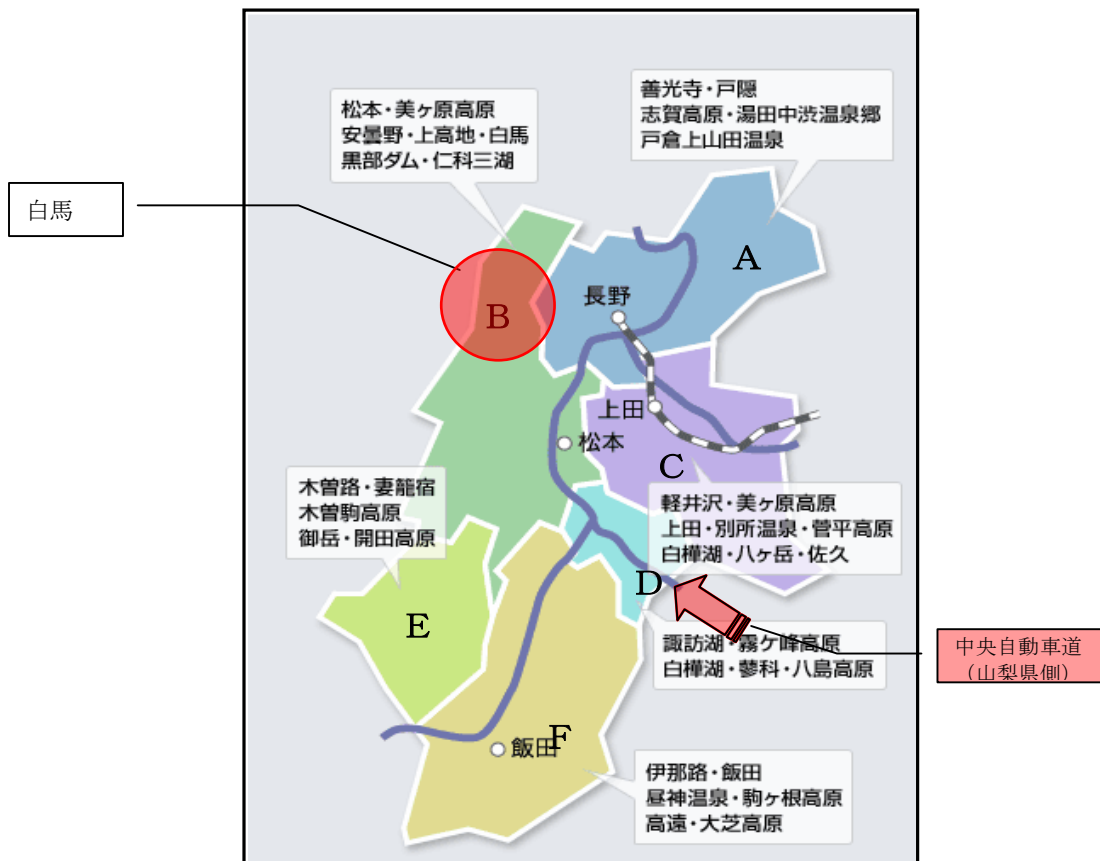 善光寺・戸隠
志賀高原・湯田中渋温泉郷
戸倉上山田温泉
松本・美ヶ原高原
安曇野・上高地・白馬
黒部ダム・仁科三湖
白馬
A
長野
B
上田
松本
C
木曽路・妻籠宿
木曽駒高原
御岳・開田高原
軽井沢・美ヶ原高原
上田・別所温泉・菅平高原
白樺湖・八ヶ岳・佐久
D
E
諏訪湖・霧ケ峰高原
白樺湖・蓼科・八島高原
中央自動車道
（山梨県側）
F
飯田
伊那路・飯田
昼神温泉・駒ヶ根高原
高遠・大芝高原